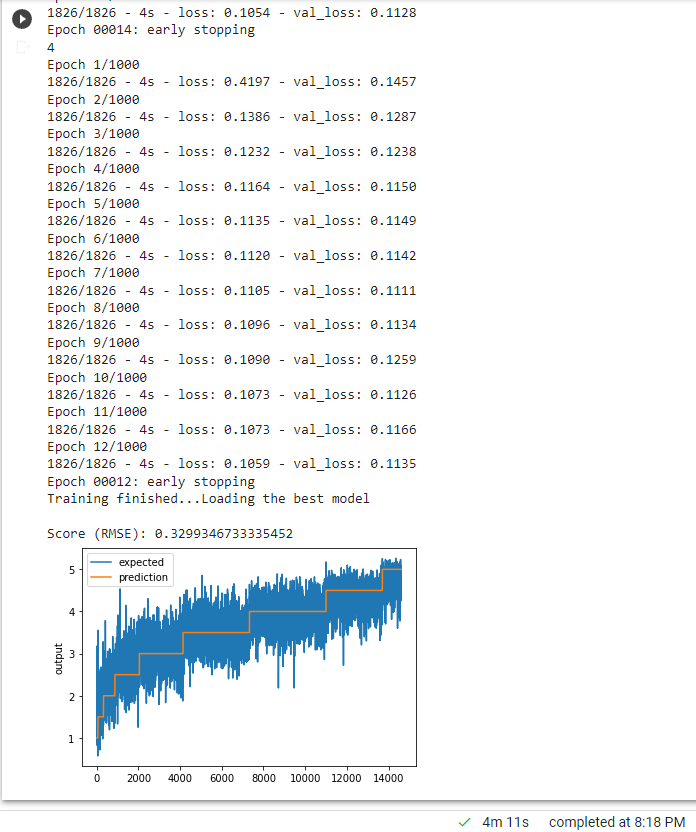 1826/1826 - 4s - loss: 0.1054 - val_loss: 0.1128
Epoch 00014: early stopping
4
Epoch 1/1000
1826/1826 - 4s - loss: 0.4197 - val_loss: 0.1457
Epoch 2/1000
1826/1826 - 4s - loss: 0.1386 - val_loss: 0.1287
Epoch 3/1000
1826/1826 - 4s - loss: 0.1232 - val_loss: 0.1238
Epoch 4/1000
1826/1826 - 4s - loss: 0.1164 - val_loss: 0.1150
Epoch 5/1000
1826/1826 - 4s - loss: 0.1135 - val_loss: 0.1149
Epoch 6/1000
1826/1826 - 4s - loss: 0.1120 - val_loss: 0.1142
Epoch 7/1000
1826/1826 - 4s - loss: 0.1105 - val_loss: 0.1111
Epoch 8/1000
1826/1826 - 4s - loss: 0.1096 - val_loss: 0.1134
Epoch 9/1000
1826/1826 - 4s - loss: 0.1090 - val_loss: 0.1259
Epoch 10/1000
1826/1826 - 4s - loss: 0.1073 - val_loss: 0.1126
Epoch 11/1000
1826/1826 - 4s - loss: 0.1073 - val_loss: 0.1166
Epoch 12/1000
1826/1826 - 4s - loss: 0.1059 - val_loss: 0.1135
Epoch 00012: early stopping
Training finished...Loading the best model
Score (RMSE): 0.3299346733335452
expected
prediction
5
4
3
2
1
output
0 2000 4000 6000 8000 10000 12000 14000
4m 11s completed at 8:18 PM